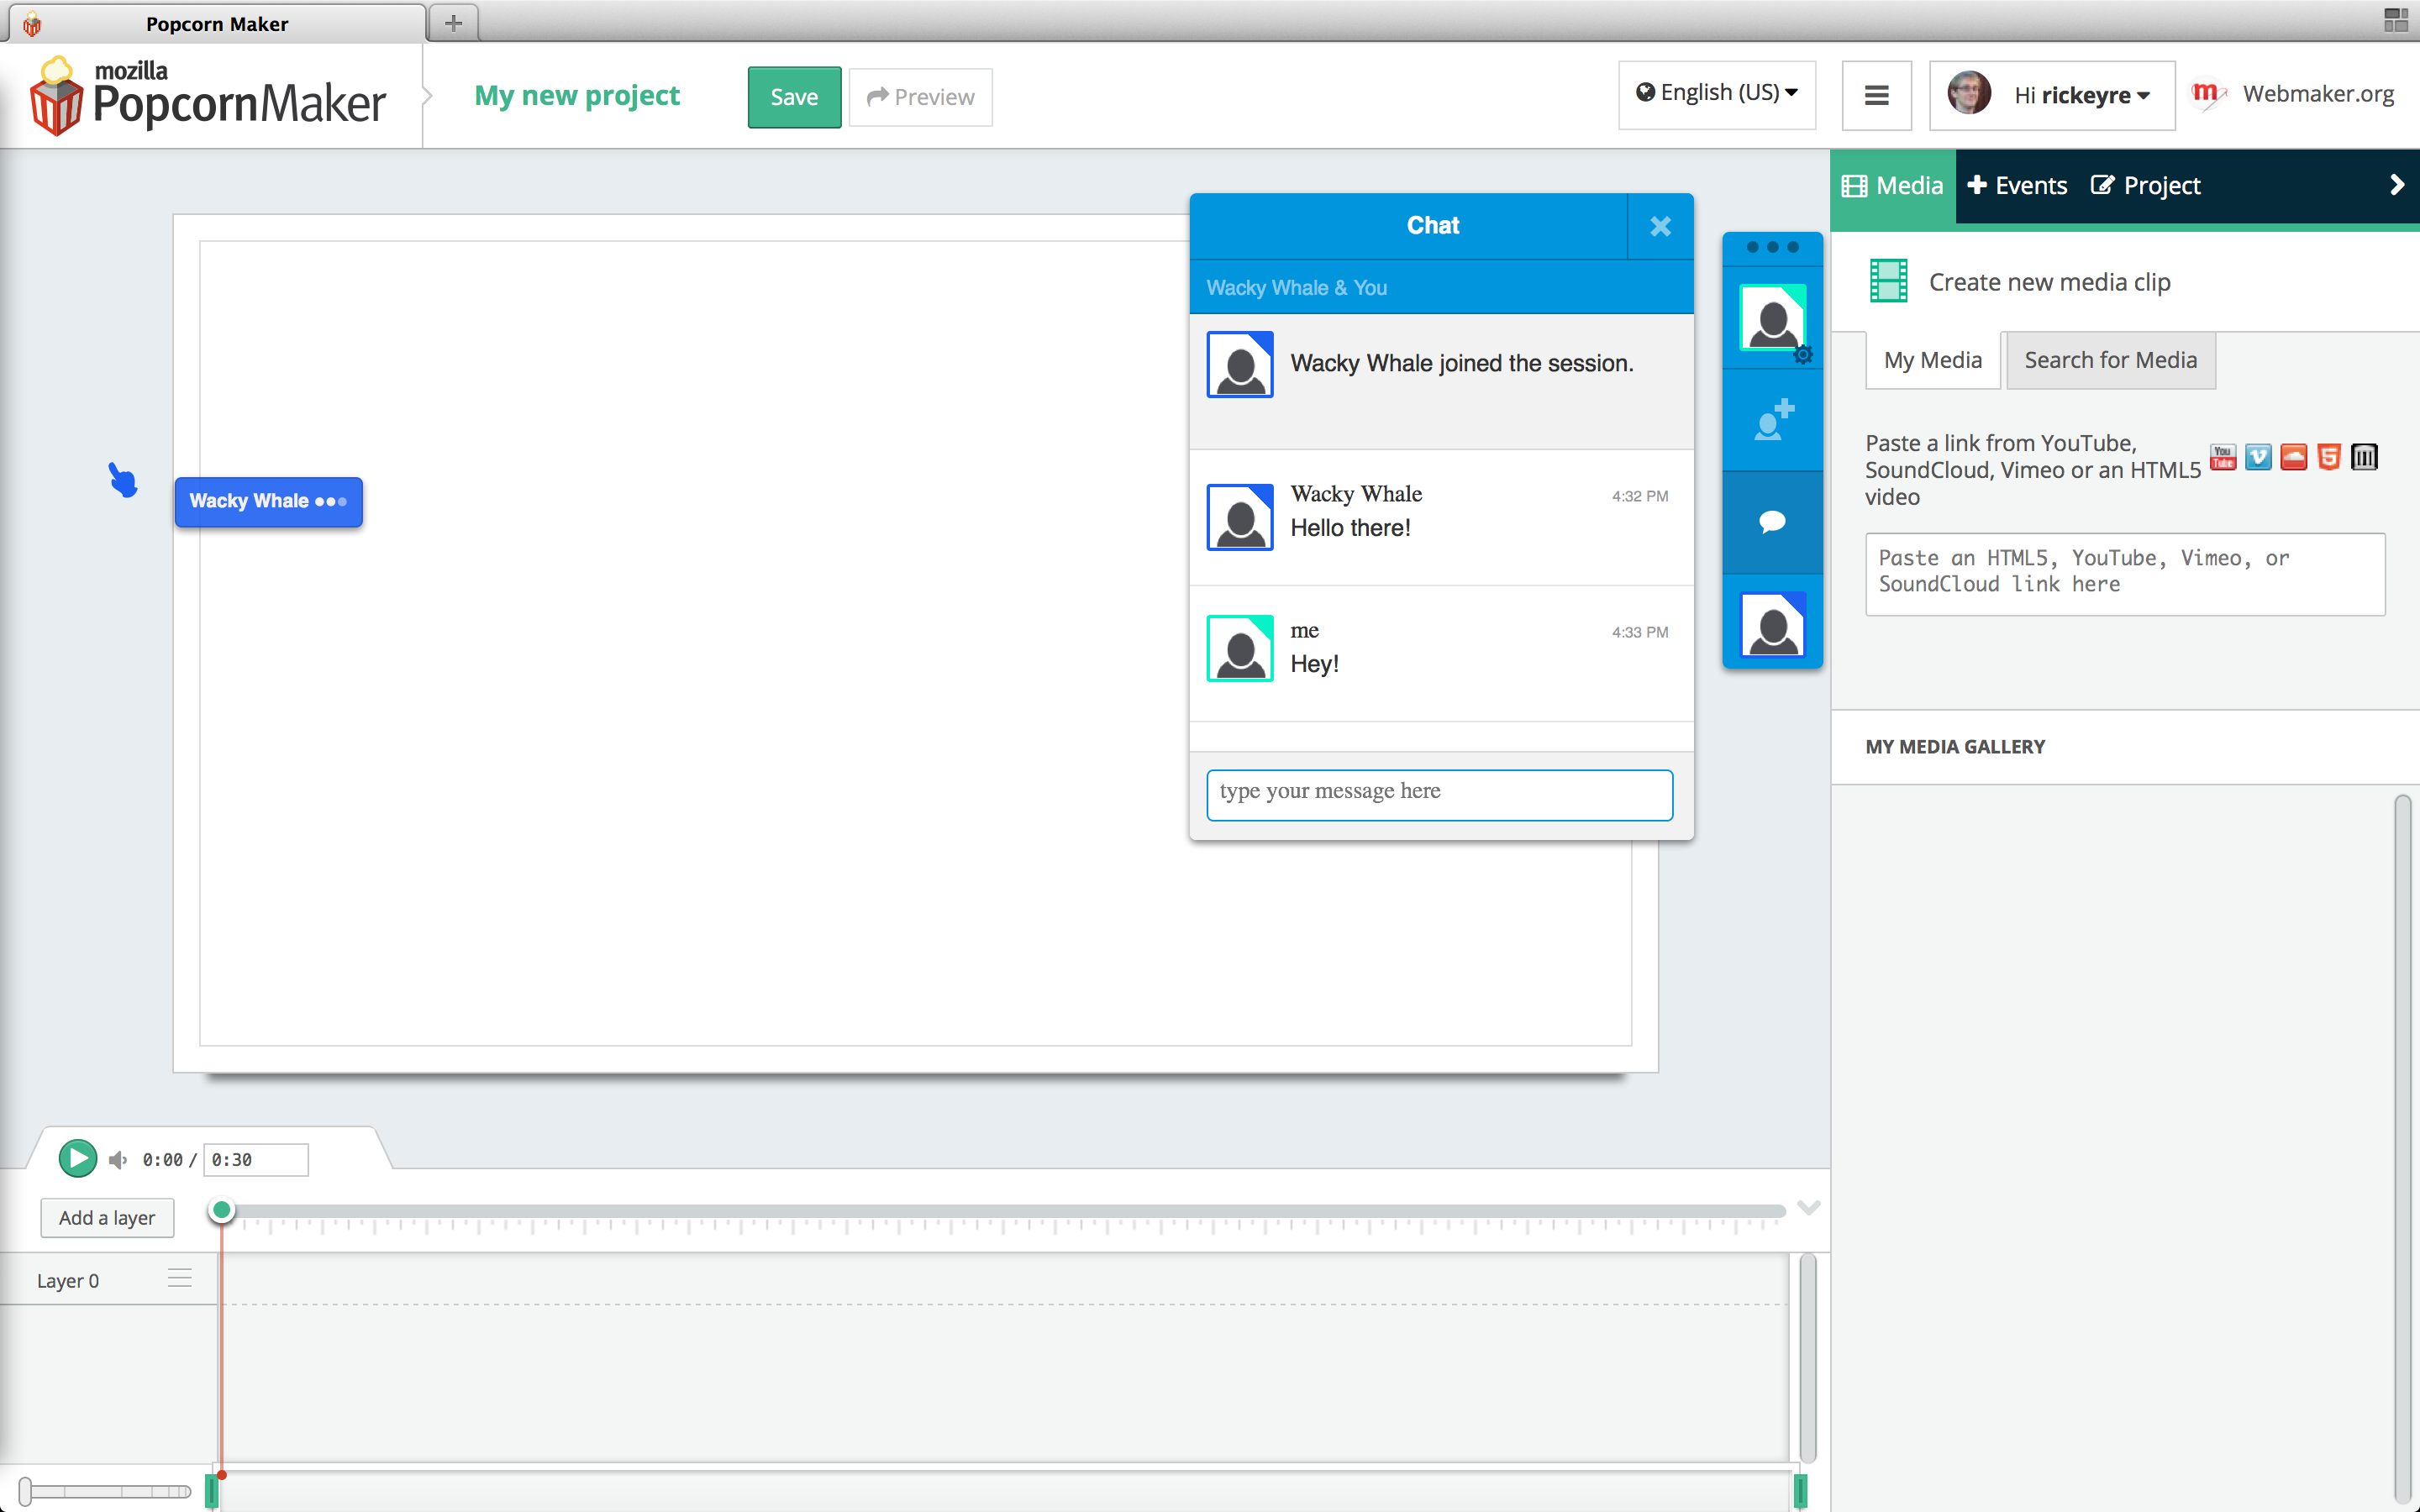 Popcorn Maker
mozilla
PopcornMaker
My new project
Save
Preview
English (US)
Hi rickeyre
m
Webmaker.org
Media
Events
Project
Chat
Wacky Whale & You
Wacky Whale joined the session.
Wacky Whale
4:32 PM
Hello there!
me
4:33 PM
Hey!
type your message here
Wacky Whale
Create new media clip
My Media
Search for Media
Paste a link from YouTube,
SoundCloud, Vimeo or an HTML5
video
You
Tube
5
Paste an HTML5, YouTube, Vimeo, or
SoundCloud link here
MY MEDIA GALLERY
0:00 / 0:30
Add a layer
Layer 0